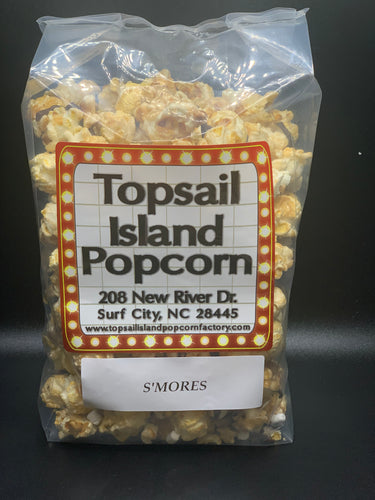 Topsail
Island
Popcorn
208 New River Dr.
Surf City, NC 28445
www.topsailislandpopcornfactory.com
S'MORES